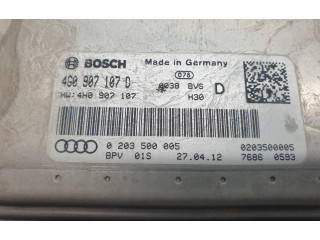 BOSCH Made in Germany
4G0 907 107 D 078
HW:4H0 907 107 0038 BVS D
H30
0 203 500 005 0203500005
BPV 01S 27.04.12 7686 0593